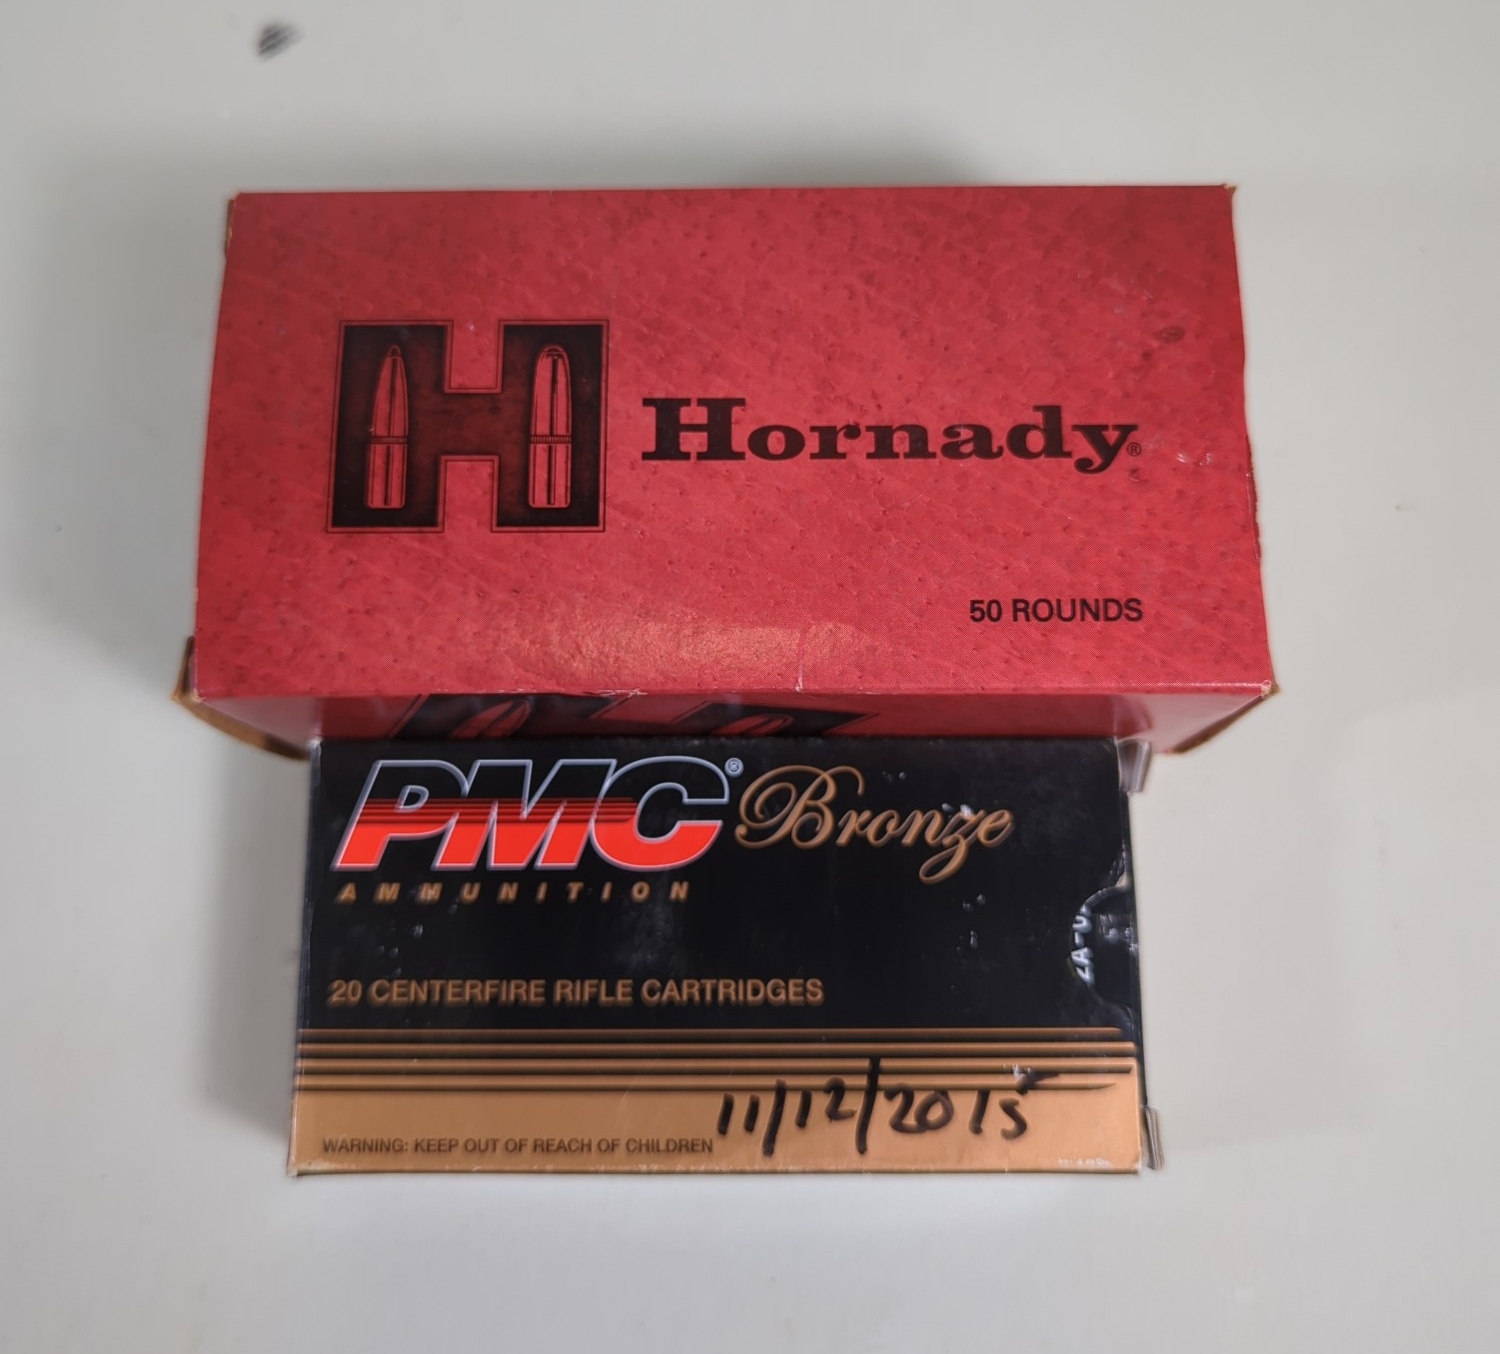 Hornady®
50 ROUNDS
PMC® Bronze
AMMUNITION
20 CENTERFIRE RIFLE CARTRIDGES
11/12/2015
WARNING: KEEP OUT OF REACH OF CHILDREN